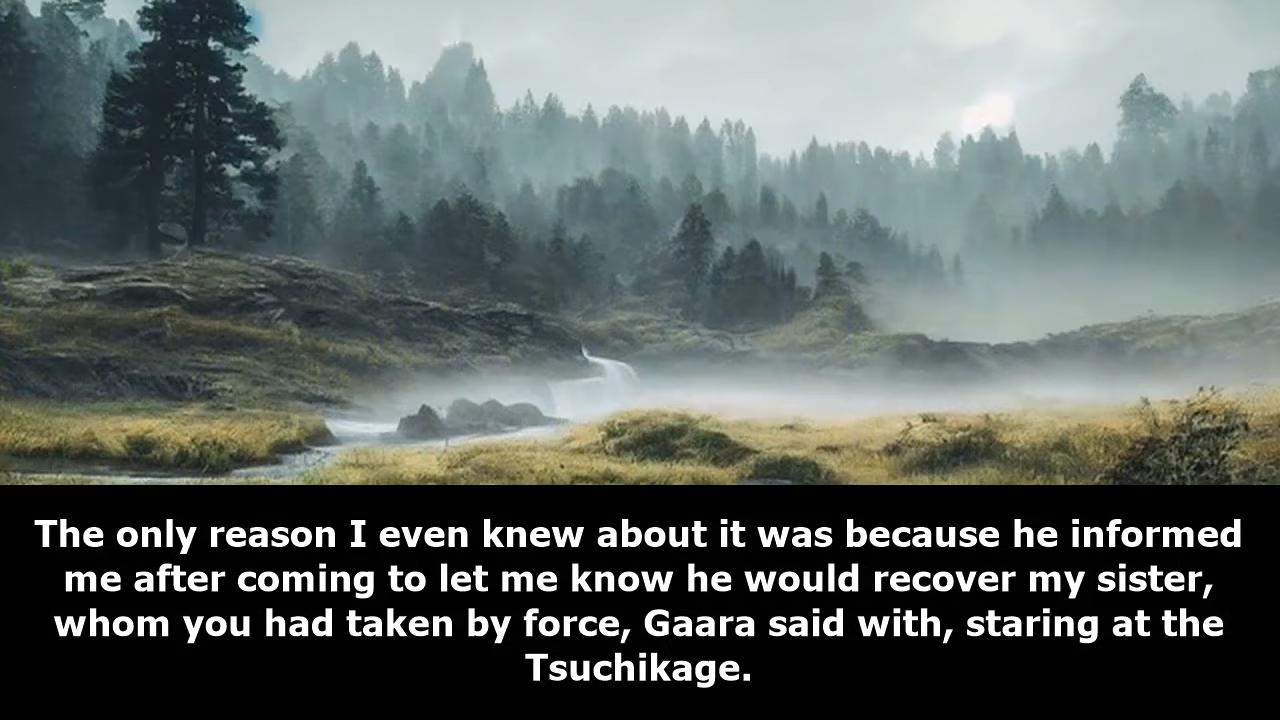 The only reason I even knew about it was because he informed
me after coming to let me know he would recover my sister,
whom you had taken by force, Gaara said with, staring at the
Tsuchikage.